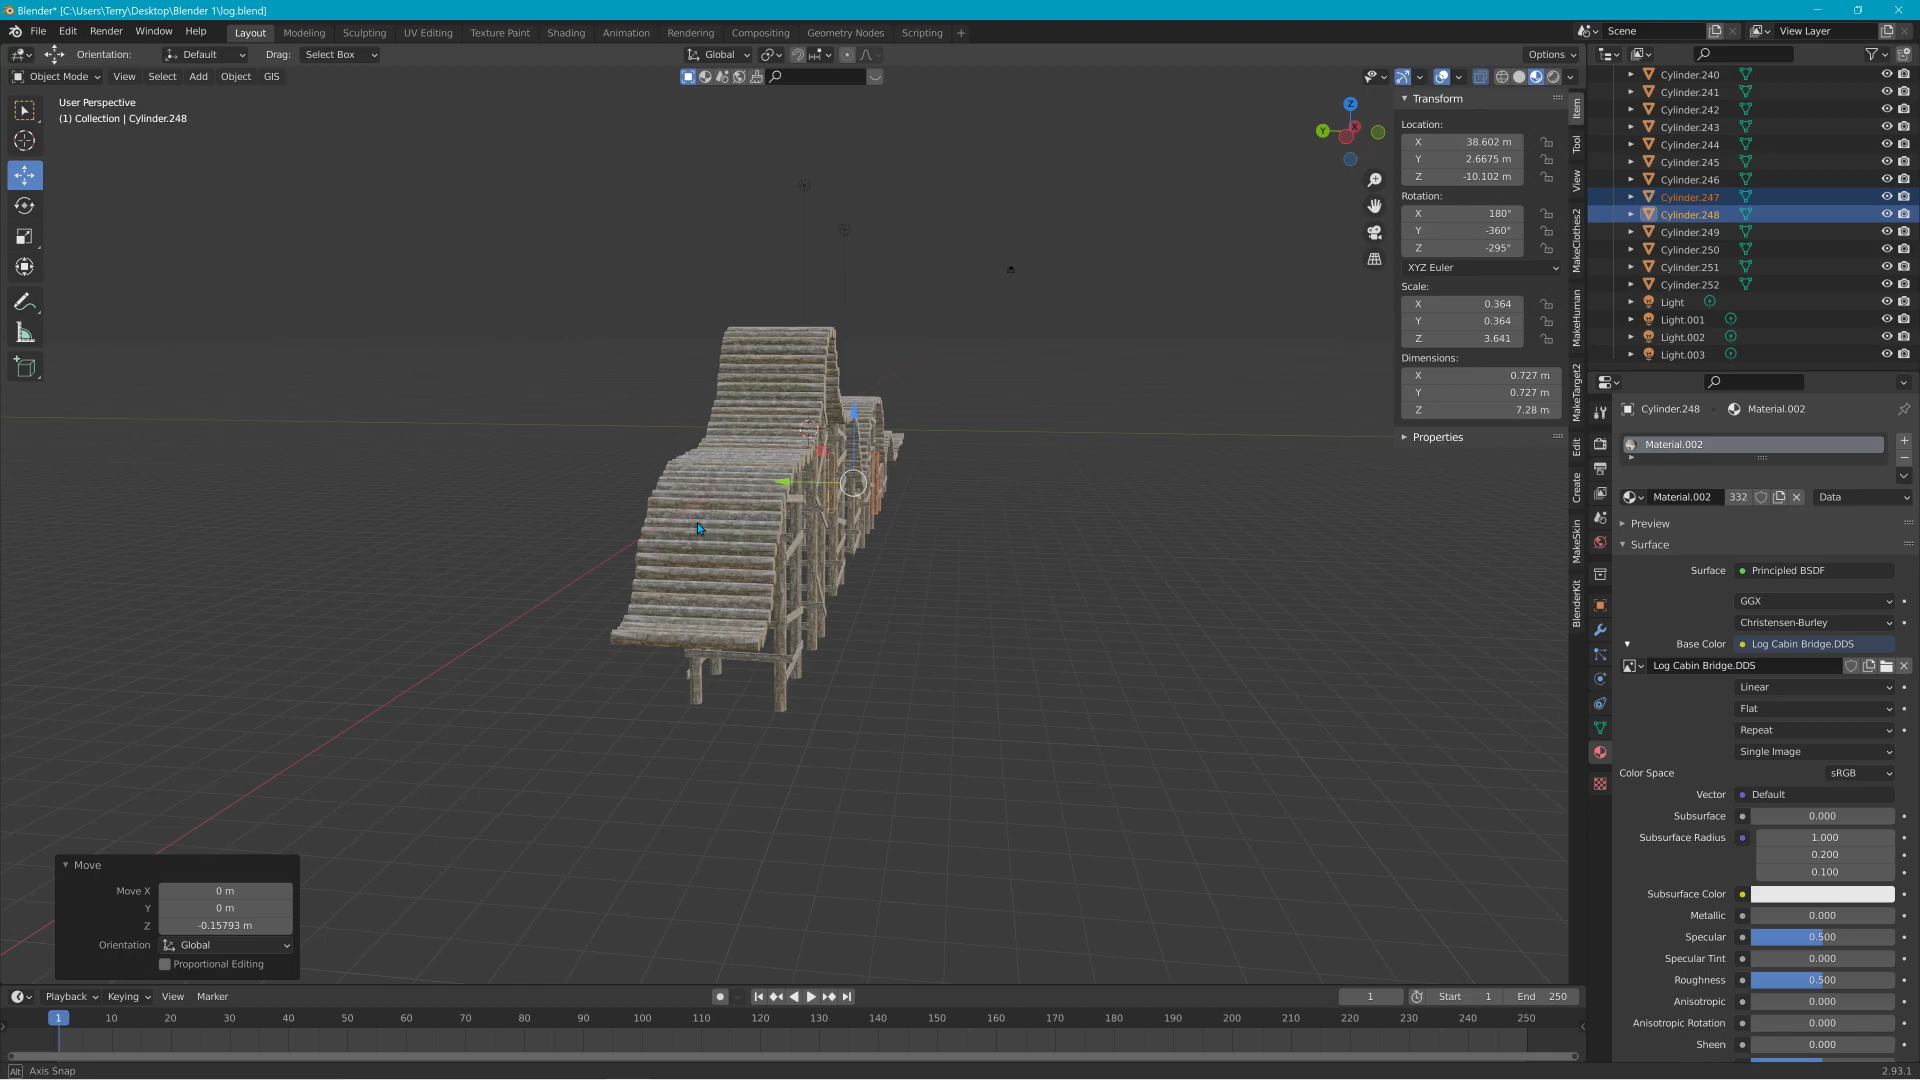 Blender* [C:\Users\Terry\Desktop\Blender 1\log.blend]
File Edit Render Window Help Layout Modeling Sculpting UV Editing Texture Paint Shading Animation Rendering Compositing Geometry Nodes Scripting + Scene View Layer
Orientation: Default Drag: Select Box Global Options
Object Mode View Select Add Object GIS
User Perspective
(1) Collection | Cylinder.248
Z
Y
X
Transform
Location:
X 38.602 m
Y 2.6675 m
Z -10.102 m
Rotation:
X 180°
Y -360°
Z -295°
XYZ Euler
Scale:
X 0.364
Y 0.364
Z 3.641
Dimensions:
X 0.727 m
Y 0.727 m
Z 7.28 m
Properties
Item
Tool
View
MakeClothes2
MakeHuman
MakeTarget2
Edit
Create
MakeSkin
BlenderKit
Cylinder.240
Cylinder.241
Cylinder.242
Cylinder.243
Cylinder.244
Cylinder.245
Cylinder.246
Cylinder.247
Cylinder.248
Cylinder.249
Cylinder.250
Cylinder.251
Cylinder.252
Light
Light.001
Light.002
Light.003
Cylinder.248 Material.002
Material.002
Material.002 332 Data
Preview
Surface
Surface Principled BSDF
GGX
Christensen-Burley
Base Color Log Cabin Bridge.DDS
Log Cabin Bridge.DDS
Linear
Flat
Repeat
Single Image
Color Space sRGB
Vector Default
Subsurface 0.000
Subsurface Radius 1.000
0.200
0.100
Subsurface Color
Metallic 0.000
Specular 0.500
Specular Tint 0.000
Roughness 0.500
Anisotropic 0.000
Anisotropic Rotation 0.000
Sheen 0.000
Move
Move X 0 m
Y 0 m
Z -0.15793 m
Orientation Global
Proportional Editing
Playback Keying View Marker 1 Start 1 End 250
1 10 20 30 40 50 60 70 80 90 100 110 120 130 140 150 160 170 180 190 200 210 220 230 240 250
Alt Axis Snap 2.93.1